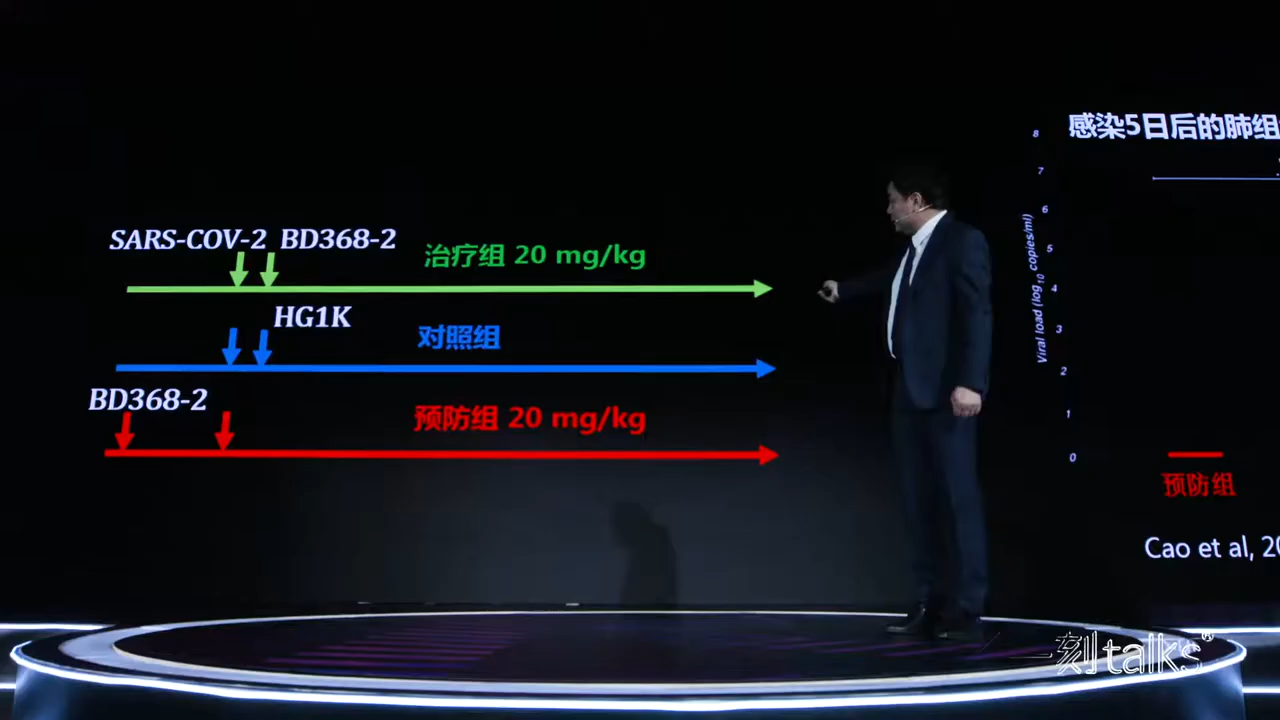 SARS-COV-2 BD368-2
治疗组 20 mg/kg
HG1K
对照组
BD368-2
预防组 20 mg/kg
感染5日后的肺组
8
7
6
5
4
3
2
1
0
Viral load (log10 copies/ml)
预防组
Cao et al, 20
一刻talks®